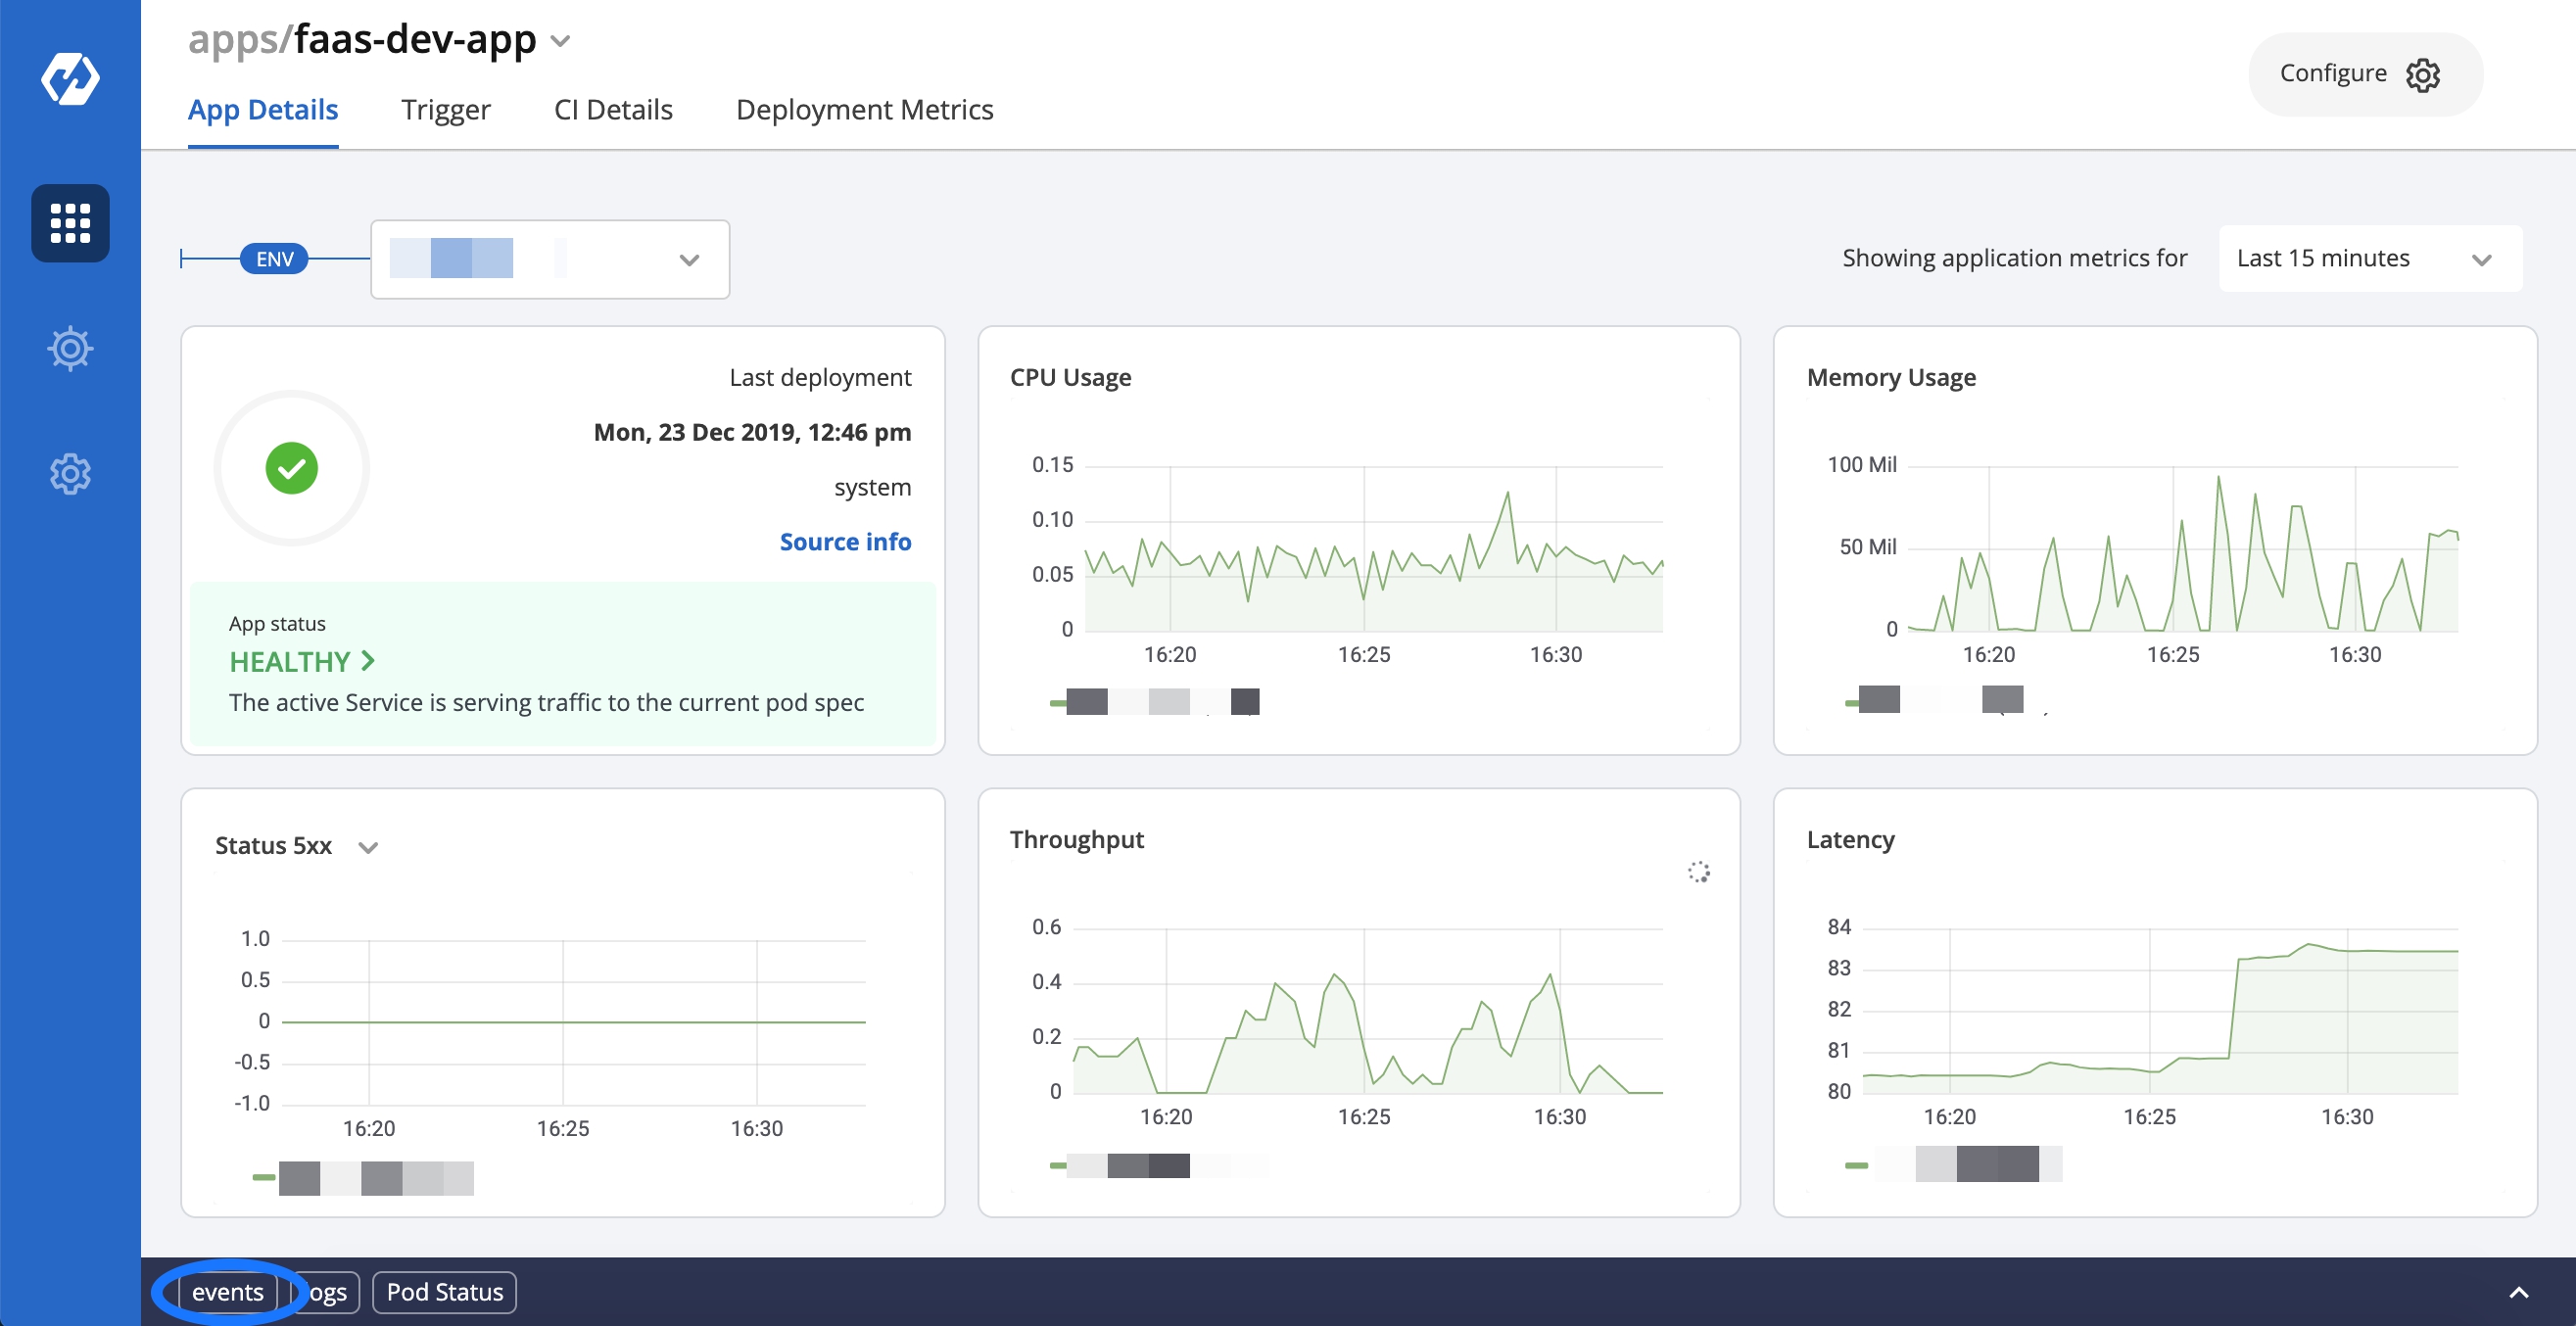 apps/faas-dev-app
Configure
App Details Trigger CI Details Deployment Metrics
ENV
Showing application metrics for Last 15 minutes
Last deployment
Mon, 23 Dec 2019, 12:46 pm
system
Source info
App status
HEALTHY
The active Service is serving traffic to the current pod spec
CPU Usage
0.15
0.10
0.05
0
16:20 16:25 16:30
Memory Usage
100 Mil
50 Mil
0
16:20 16:25 16:30
Status 5xx
1.0
0.5
0
-0.5
-1.0
16:20 16:25 16:30
Throughput
0.6
0.4
0.2
0
16:20 16:25 16:30
Latency
84
83
82
81
80
16:20 16:25 16:30
events ogs Pod Status